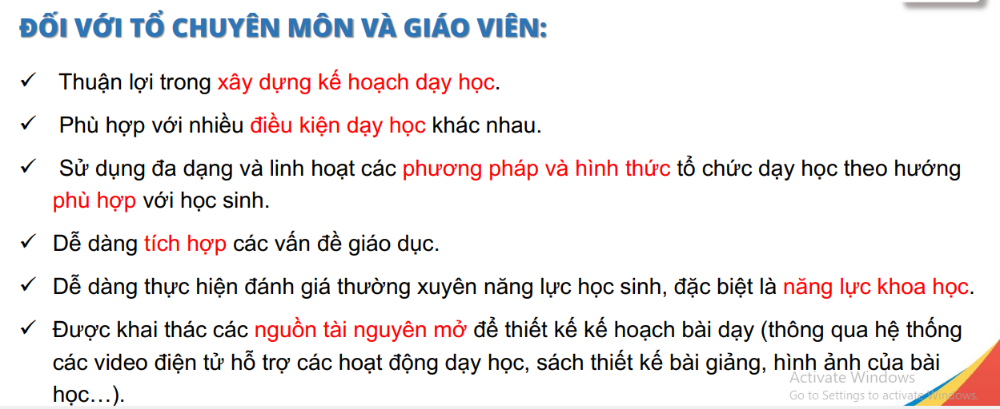 ĐỐI VỚI TỔ CHUYÊN MÔN VÀ GIÁO VIÊN:
✓ Thuận lợi trong xây dựng kế hoạch dạy học.
✓ Phù hợp với nhiều điều kiện dạy học khác nhau.
✓ Sử dụng đa dạng và linh hoạt các phương pháp và hình thức tổ chức dạy học theo hướng
phù hợp với học sinh.
✓ Dễ dàng tích hợp các vấn đề giáo dục.
✓ Dễ dàng thực hiện đánh giá thường xuyên năng lực học sinh, đặc biệt là năng lực khoa học.
✓ Được khai thác các nguồn tài nguyên mở để thiết kế kế hoạch bài dạy (thông qua hệ thống
các video điện tử hỗ trợ các hoạt động dạy học, sách thiết kế bài giảng, hình ảnh của bài
học…).
Activate Windows
Go to Settings to activate Windows.